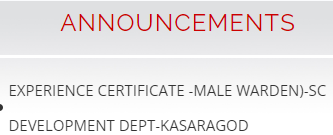 ANNOUNCEMENTS
EXPERIENCE CERTIFICATE -MALE WARDEN)-SC
DEVELOPMENT DEPT-KASARAGOD